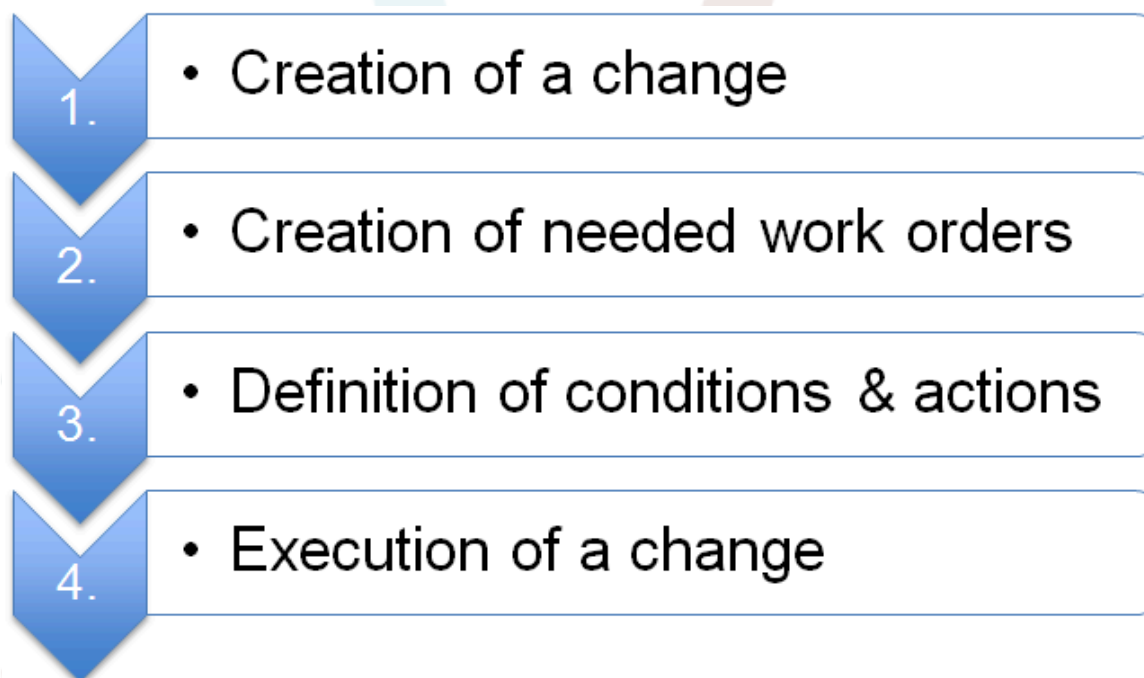 1. • Creation of a change
2. • Creation of needed work orders
3. • Definition of conditions & actions
4. • Execution of a change